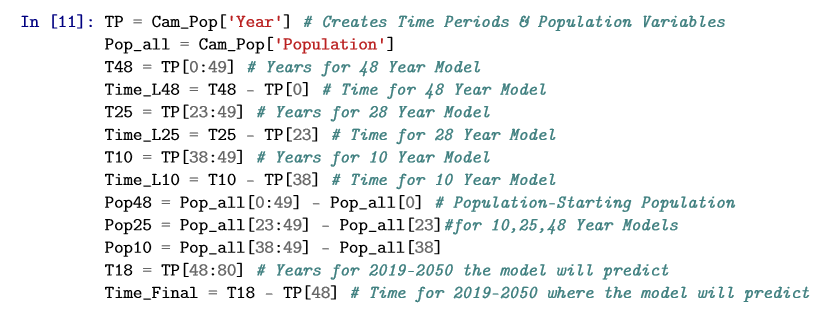 In [11]: TP = Cam_Pop['Year'] # Creates Time Periods & Population Variables
Pop_all = Cam_Pop['Population']
T48 = TP[0:49] # Years for 48 Year Model
Time_L48 = T48 - TP[0] # Time for 48 Year Model
T25 = TP[23:49] # Years for 28 Year Model
Time_L25 = T25 - TP[23] # Time for 28 Year Model
T10 = TP[38:49] # Years for 10 Year Model
Time_L10 = T10 - TP[38] # Time for 10 Year Model
Pop48 = Pop_all[0:49] - Pop_all[0] # Population-Starting Population
Pop25 = Pop_all[23:49] - Pop_all[23]#for 10,25,48 Year Models
Pop10 = Pop_all[38:49] - Pop_all[38]
T18 = TP[48:80] # Years for 2019-2050 the model will predict
Time_Final = T18 - TP[48] # Time for 2019-2050 where the model will predict